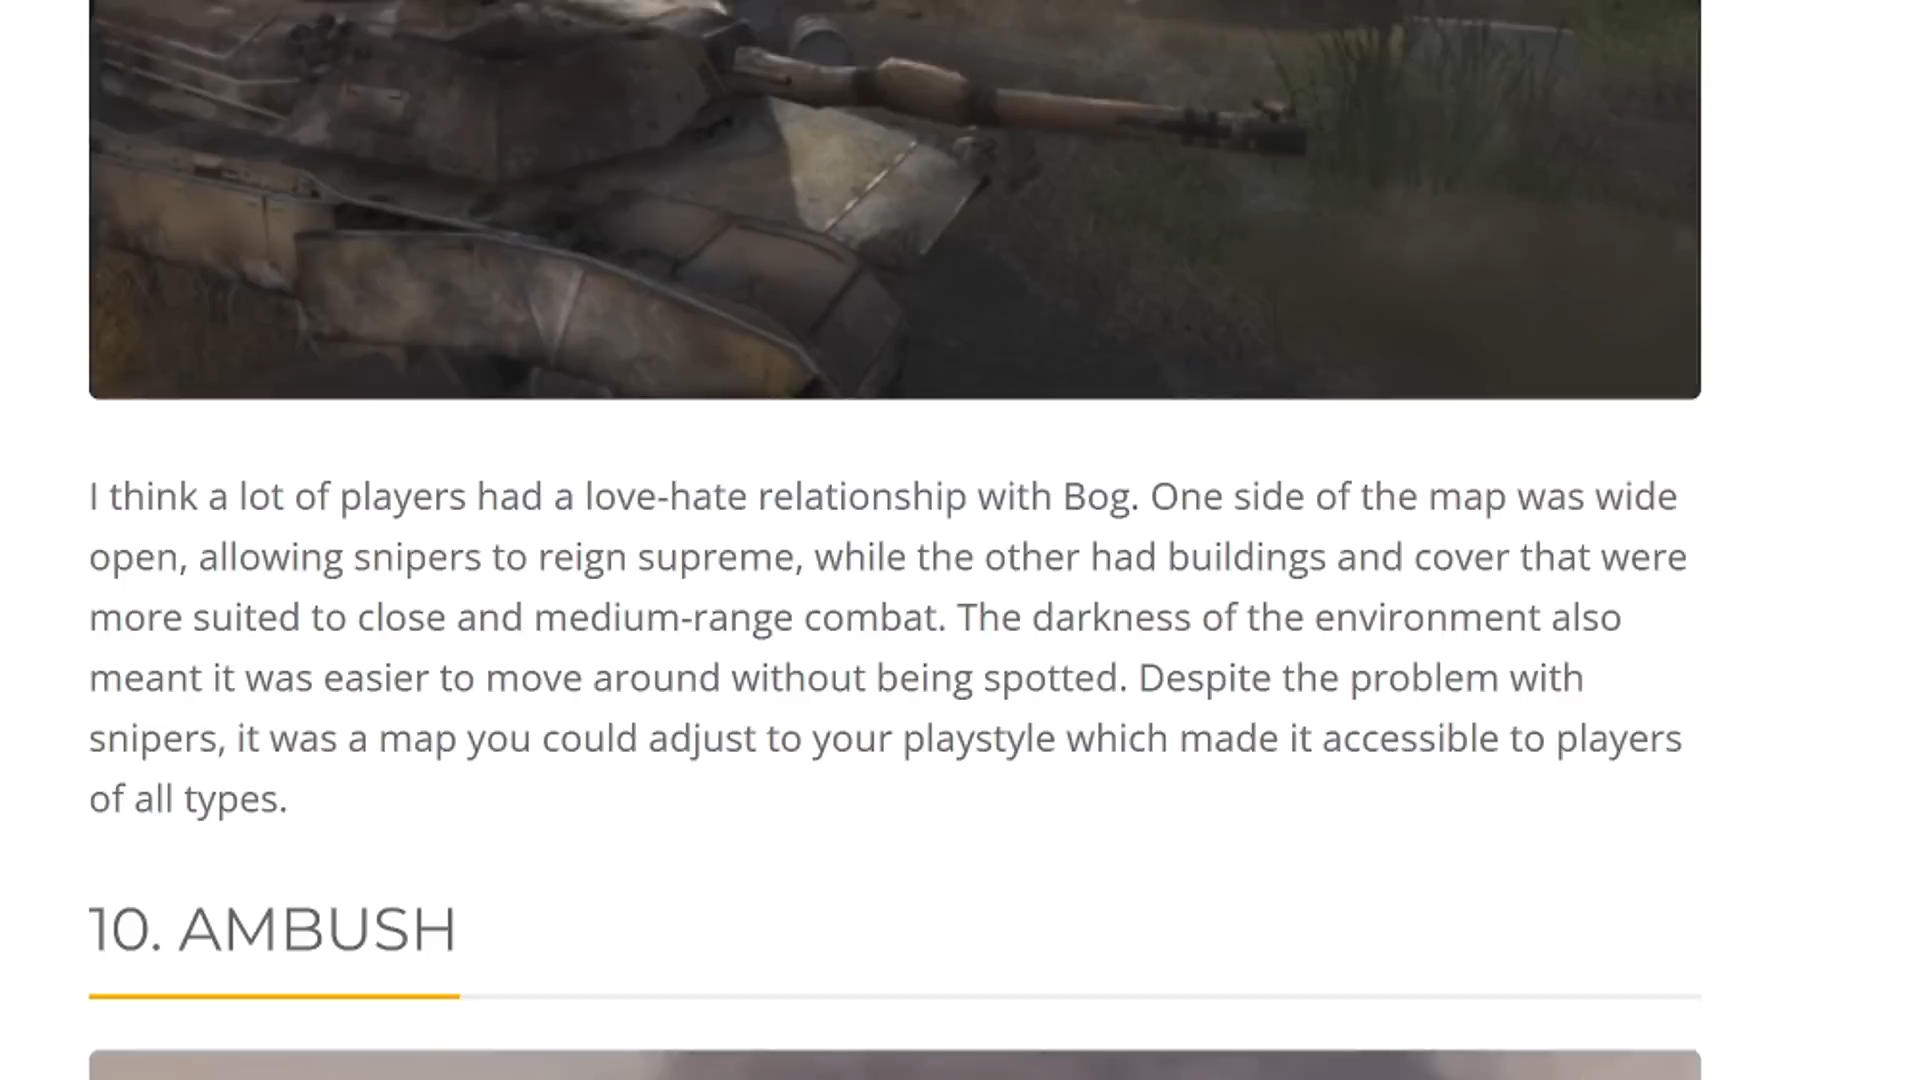 I think a lot of players had a love-hate relationship with Bog. One side of the map was wide
open, allowing snipers to reign supreme, while the other had buildings and cover that were
more suited to close and medium-range combat. The darkness of the environment also
meant it was easier to move around without being spotted. Despite the problem with
snipers, it was a map you could adjust to your playstyle which made it accessible to players
of all types.
10. AMBUSH